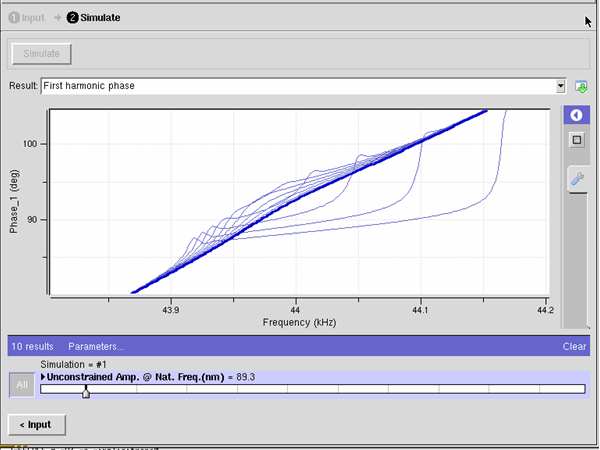 1 Input → 2 Simulate
Simulate
Result: First harmonic phase
Phase_1 (deg)
100
90
43.9 44 44.1 44.2
Frequency (kHz)
10 results Parameters... Clear
Simulation = #1
All
Unconstrained Amp. @ Nat. Freq.(nm) = 89.3
< Input